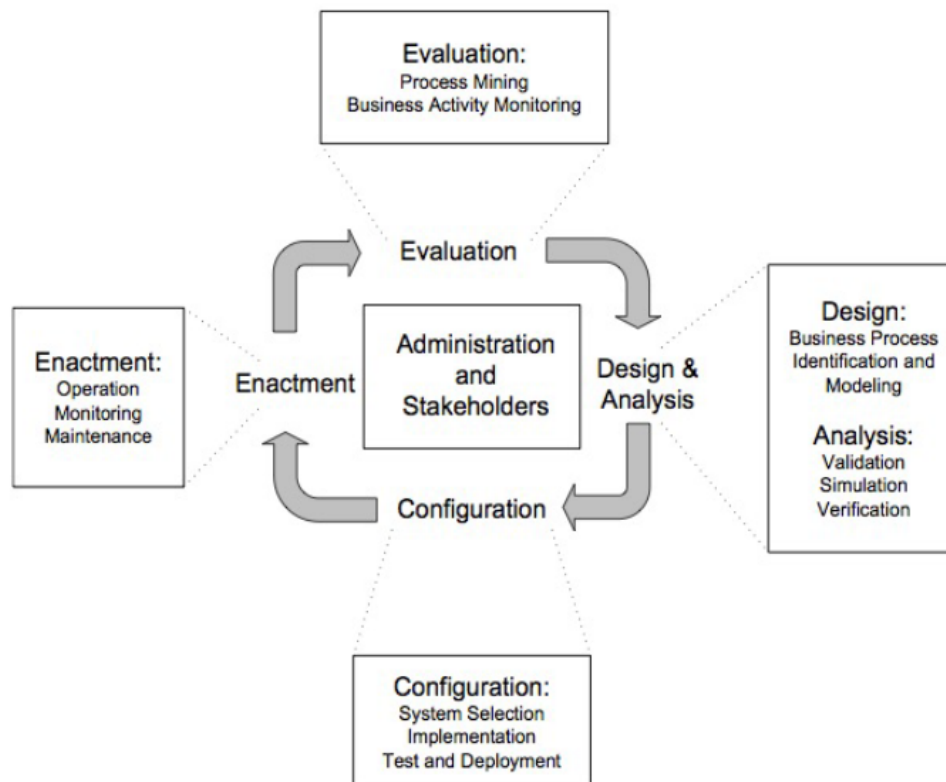 Evaluation:
Process Mining
Business Activity Monitoring
Evaluation
Enactment:
Operation
Monitoring
Maintenance
Enactment
Administration
and
Stakeholders
Design &
Analysis
Design:
Business Process
Identification and
Modeling
Analysis:
Validation
Simulation
Verification
Configuration
Configuration:
System Selection
Implementation
Test and Deployment